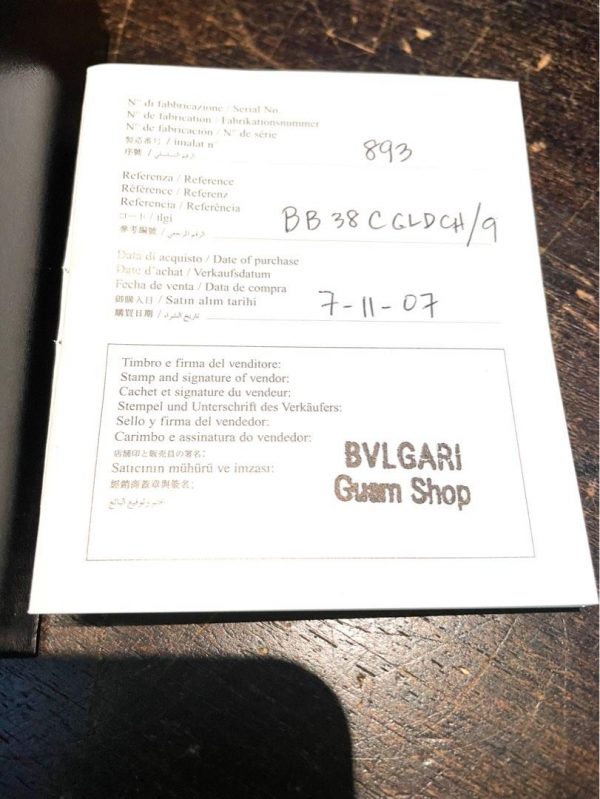 N° di fabbricazione / Serial No.
N° de fabrication / Fabrikationsnummer
N° de fabricación / N° de série
製造番号 / imalat n°
序號 / الرقم التسلسلي
893
Referenza / Reference
Référence / Referenz
Referencia / Referência
コード / ilgi
參考編號 / الرقم المرجعي
BB 38 C GLDCH/9
Data di acquisto / Date of purchase
Date d'achat / Verkaufsdatum
Fecha de venta / Data de compra
御購入日 / Satın alım tarihi
購買日期 / تاريخ الشراء
7-11-07
Timbro e firma del venditore:
Stamp and signature of vendor:
Cachet et signature du vendeur:
Stempel und Unterschrift des Verkäufers:
Sello y firma del vendedor:
Carimbo e assinatura do vendedor:
店舗印と販売員の署名:
Satıcının mühürü ve imzası:
經銷商蓋章與簽名:
ختم وتوقيع البائع
BVLGARI
Guam Shop